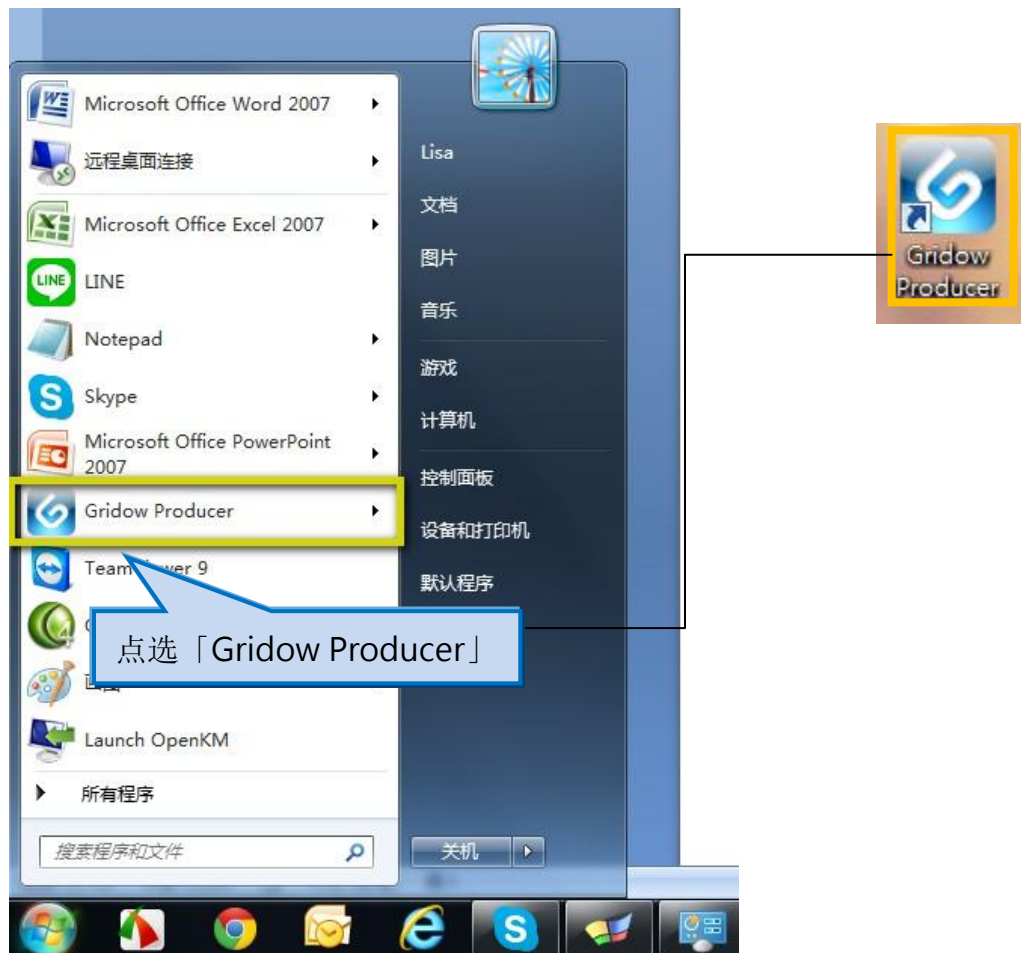 Microsoft Office Word 2007
远程桌面连接
Microsoft Office Excel 2007
LINE
LINE
Notepad
Skype
Microsoft Office PowerPoint
2007
Gridow Producer
点选「Gridow Producer」
Launch OpenKM
所有程序
搜索程序和文件
Lisa
文档
图片
音乐
游戏
计算机
控制面板
设备和打印机
默认程序
关机
Gridow
Producer